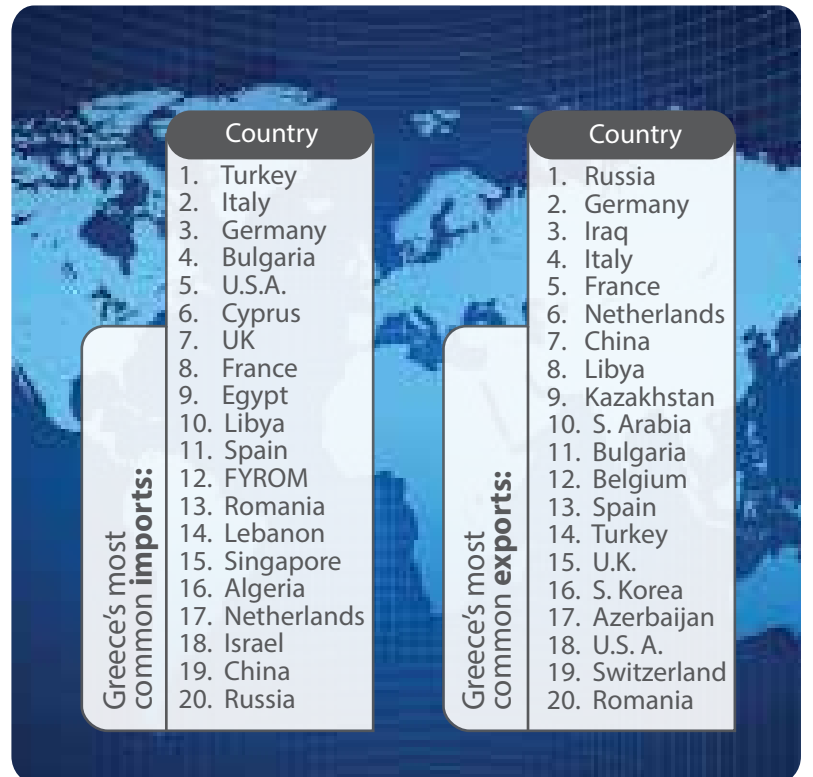 Country
1. Turkey
2. Italy
3. Germany
4. Bulgaria
5. U.S.A.
6. Cyprus
7. UK
8. France
9. Egypt
10. Libya
11. Spain
12. FYROM
13. Romania
14. Lebanon
15. Singapore
16. Algeria
17. Netherlands
18. Israel
19. China
20. Russia
Greece's most
common imports:
Country
1. Russia
2. Germany
3. Iraq
4. Italy
5. France
6. Netherlands
7. China
8. Libya
9. Kazakhstan
10. S. Arabia
11. Bulgaria
12. Belgium
13. Spain
14. Turkey
15. U.K.
16. S. Korea
17. Azerbaijan
18. U.S. A.
19. Switzerland
20. Romania
Greece's most
common exports: